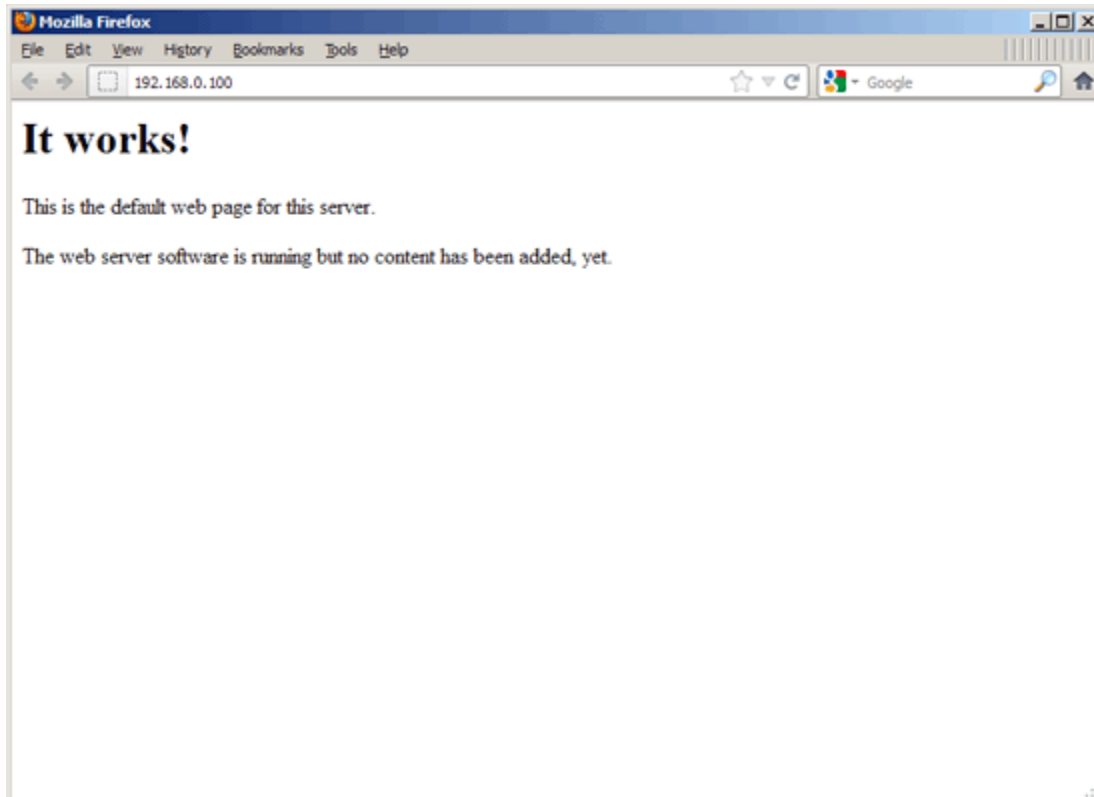 Mozilla Firefox
File Edit View History Bookmarks Tools Help
192.168.0.100 Google
It works!
This is the default web page for this server.
The web server software is running but no content has been added, yet.